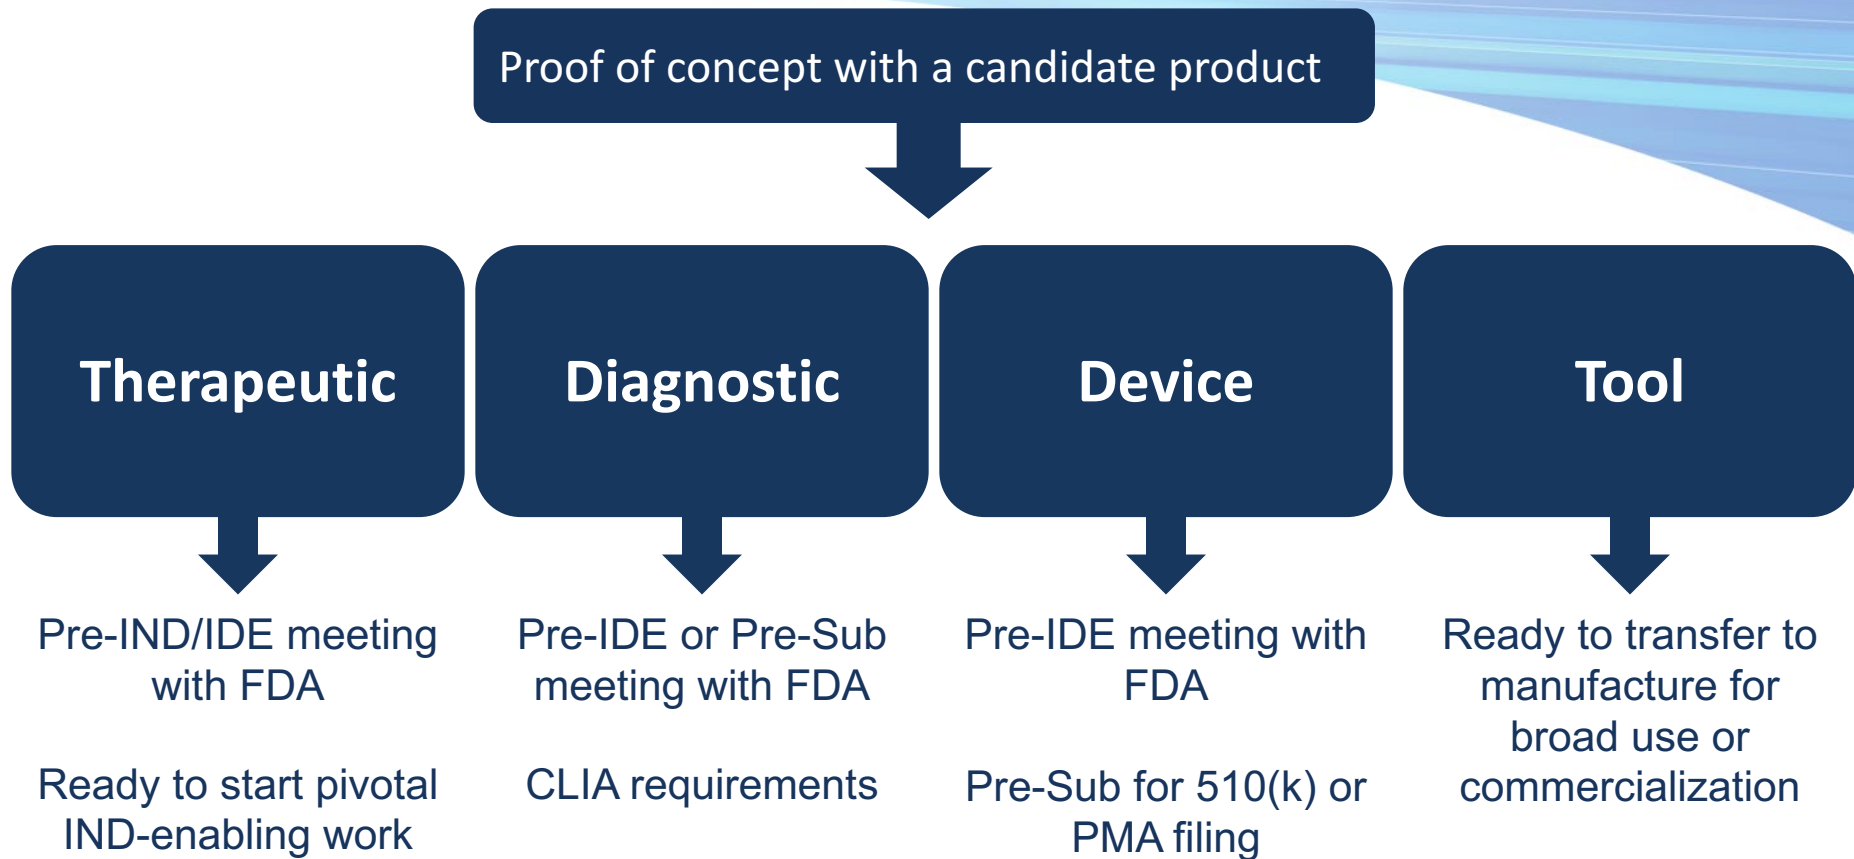 Proof of concept with a candidate product
Therapeutic
Diagnostic
Device
Tool
Pre-IND/IDE meeting
with FDA
Ready to start pivotal
IND-enabling work
Pre-IDE or Pre-Sub
meeting with FDA
CLIA requirements
Pre-IDE meeting with
FDA
Pre-Sub for 510(k) or
PMA filing
Ready to transfer to
manufacture for
broad use or
commercialization